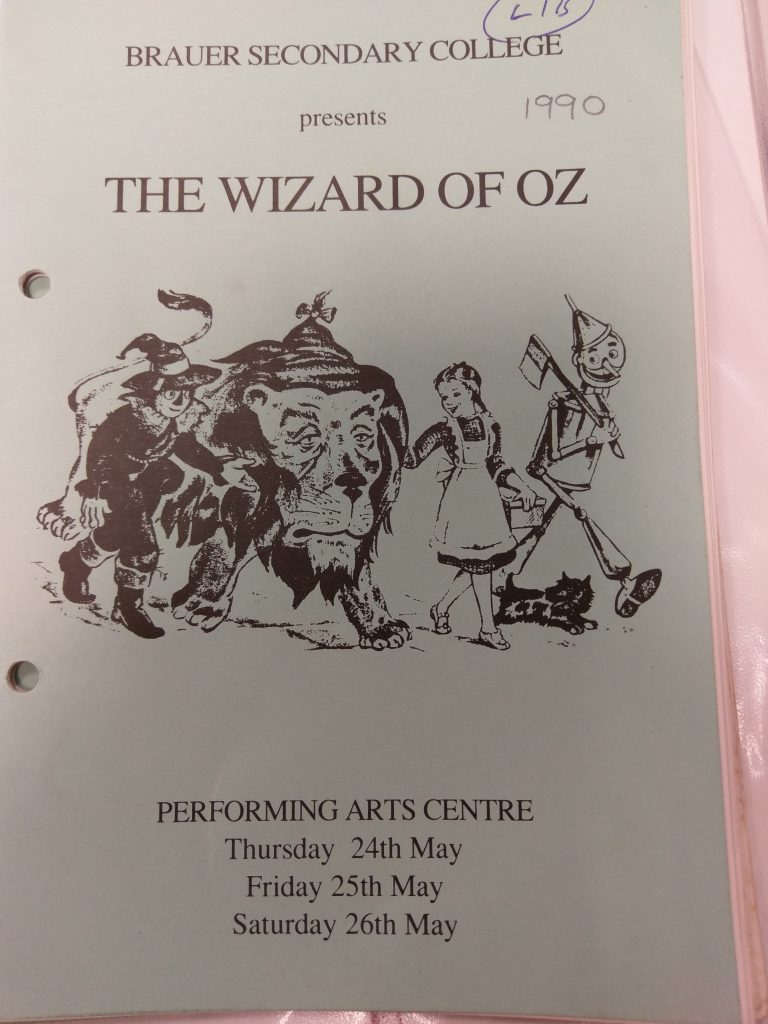 LIB
BRAUER SECONDARY COLLEGE
presents
1990
THE WIZARD OF OZ
PERFORMING ARTS CENTRE
Thursday 24th May
Friday 25th May
Saturday 26th May